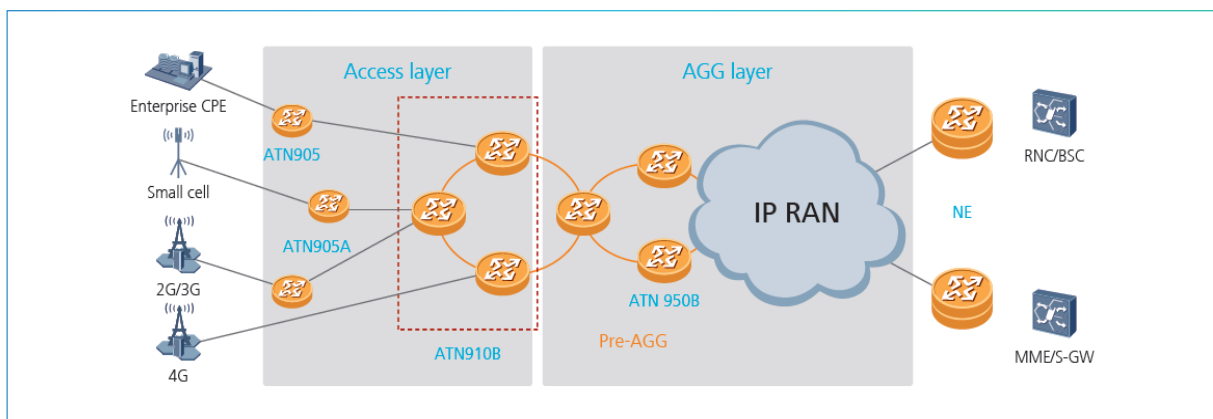 Access layer
AGG layer
Enterprise CPE
ATN905
Small cell
ATN905A
2G/3G
4G
ATN910B
IP RAN
ATN 950B
Pre-AGG
RNC/BSC
NE
MME/S-GW